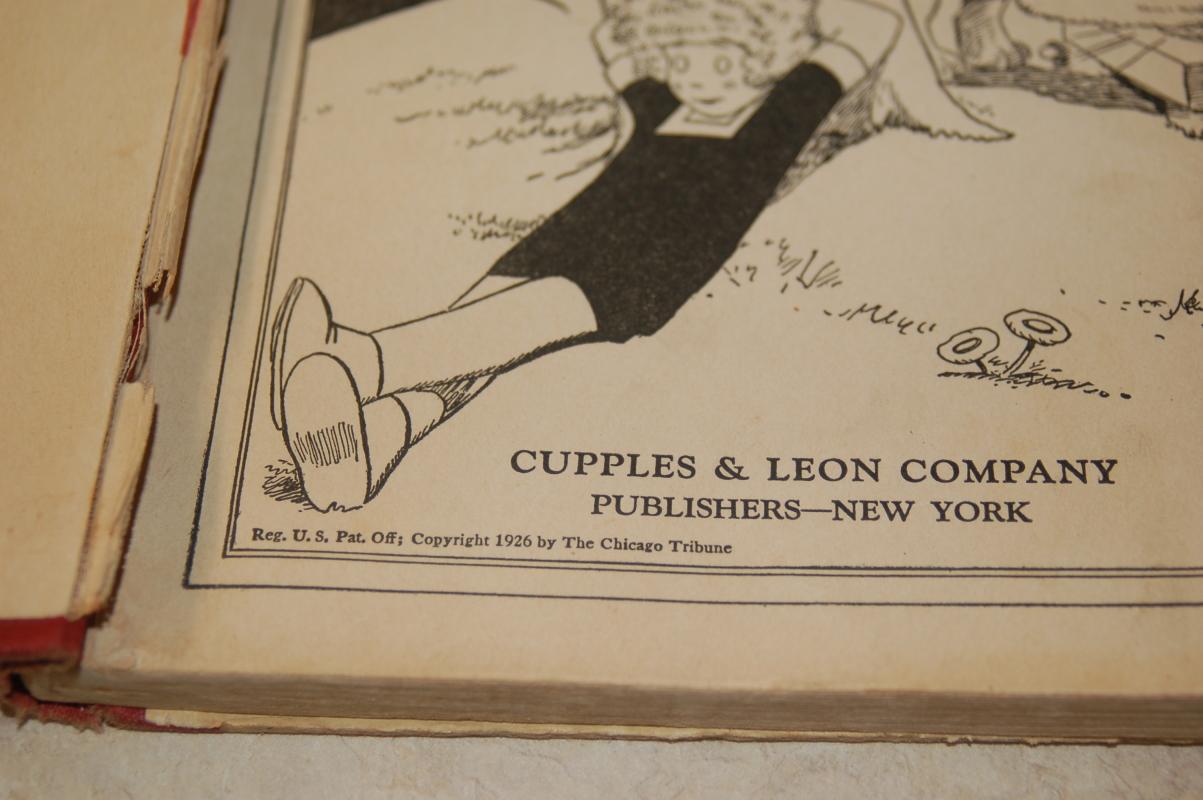 CUPPLES & LEON COMPANY
PUBLISHERS—NEW YORK
Reg. U. S. Pat. Off; Copyright 1926 by The Chicago Tribune